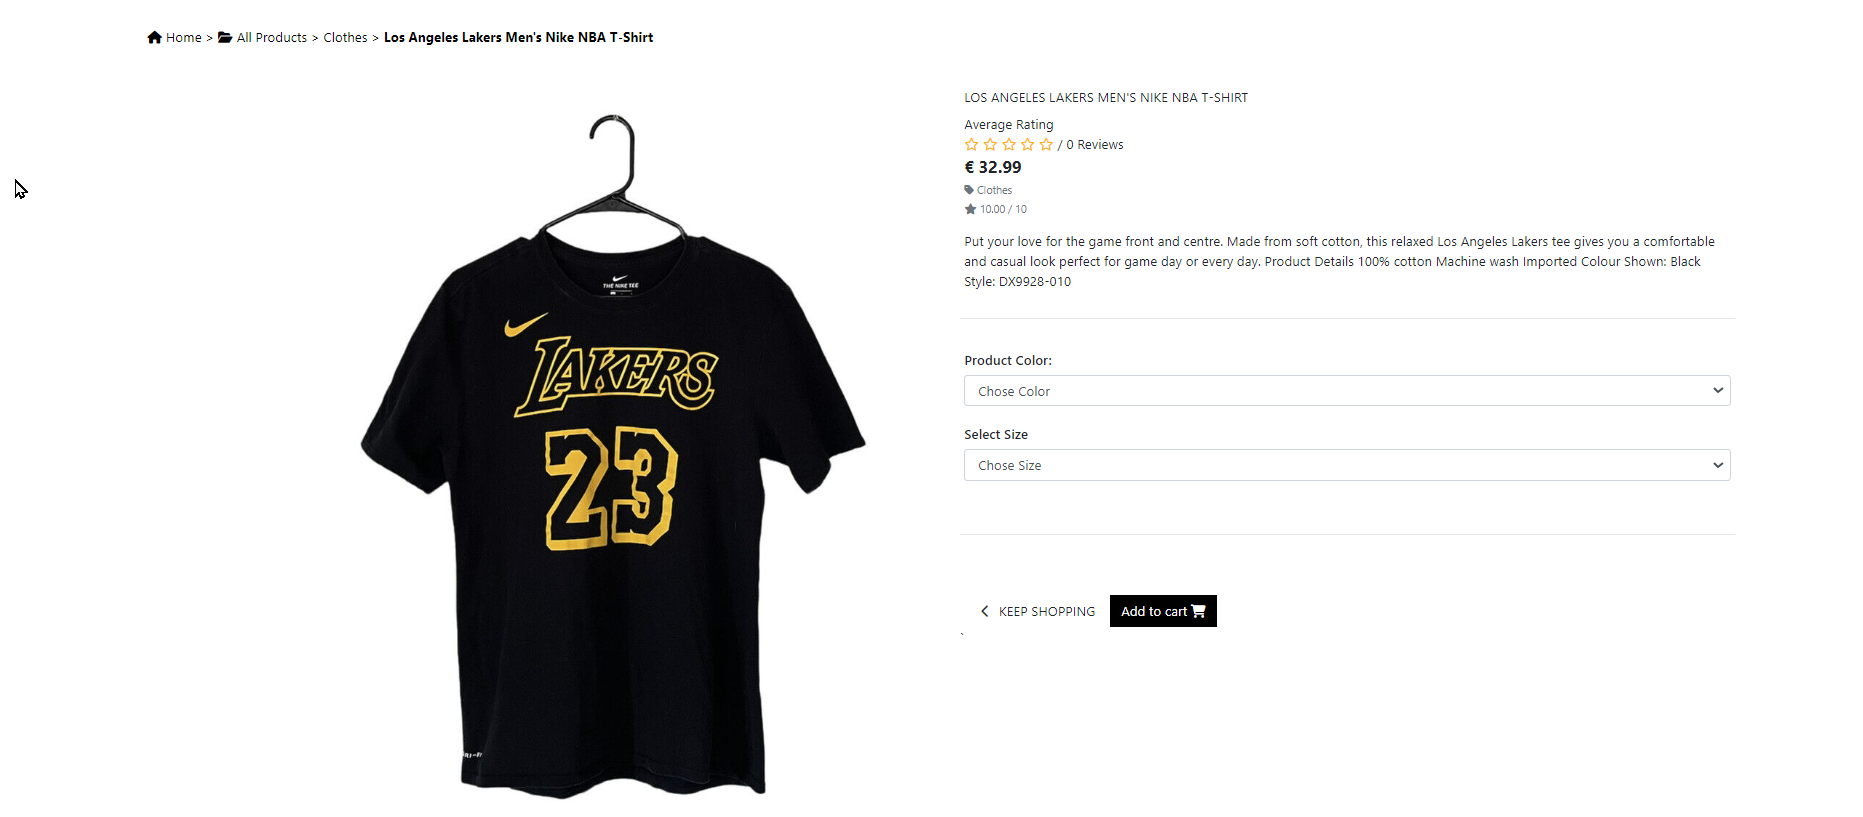 Home > All Products > Clothes > Los Angeles Lakers Men's Nike NBA T-Shirt
LOS ANGELES LAKERS MEN'S NIKE NBA T-SHIRT
Average Rating
/ 0 Reviews
€ 32.99
Clothes
10.00 / 10
Put your love for the game front and centre. Made from soft cotton, this relaxed Los Angeles Lakers tee gives you a comfortable
and casual look perfect for game day or every day. Product Details 100% cotton Machine wash Imported Colour Shown: Black
Style: DX9928-010
Product Color:
Chose Color
Select Size
Chose Size
KEEP SHOPPING
Add to cart
THE NIKE TEE
LAKERS
23